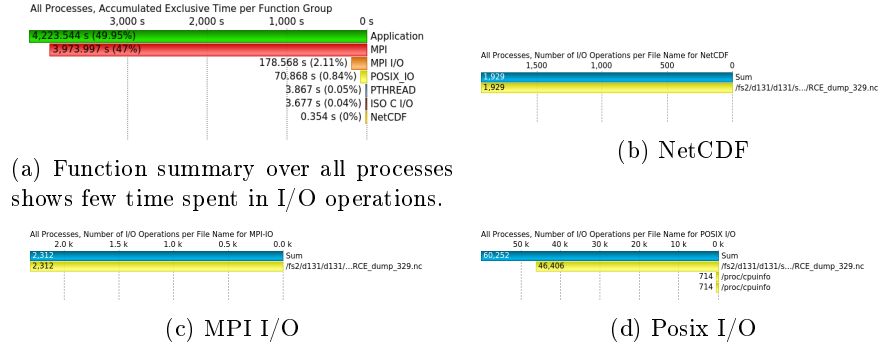 All Processes, Accumulated Exclusive Time per Function Group
3,000 s 2,000 s 1,000 s 0 s
4,223.544 s (49.95%) Application
3,973.997 s (47%) MPI
178.568 s (2.11%) MPI I/O
70.868 s (0.84%) POSIX_IO
3.867 s (0.05%) PTHREAD
3.677 s (0.04%) ISO C I/O
0.354 s (0%) NetCDF
(a) Function summary over all processes
shows few time spent in I/O operations.
All Processes, Number of I/O Operations per File Name for NetCDF
1,500 1,000 500 0
1,929 Sum
1,929 /fs2/d131/d131/s.../RCE_dump_329.nc
(b) NetCDF
All Processes, Number of I/O Operations per File Name for MPI-IO
2.0 k 1.5 k 1.0 k 0.5 k 0.0 k
2,312 Sum
2,312 /fs2/d131/d131/...RCE_dump_329.nc
(c) MPI I/O
All Processes, Number of I/O Operations per File Name for POSIX I/O
50 k 40 k 30 k 20 k 10 k 0 k
60,252 Sum
46,406 /fs2/d131/d131/s.../RCE_dump_329.nc
714 /proc/cpuinfo
714 /proc/cpuinfo
(d) Posix I/O